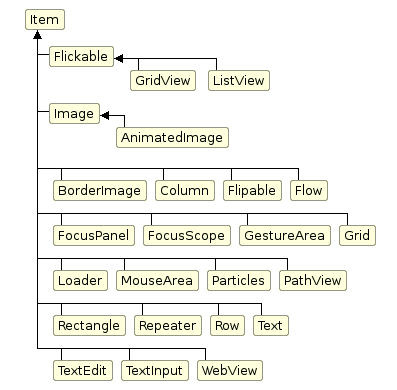 Item
Flickable
GridView ListView
Image
AnimatedImage
BorderImage Column Flipable Flow
FocusPanel FocusScope GestureArea Grid
Loader MouseArea Particles PathView
Rectangle Repeater Row Text
TextEdit TextInput WebView